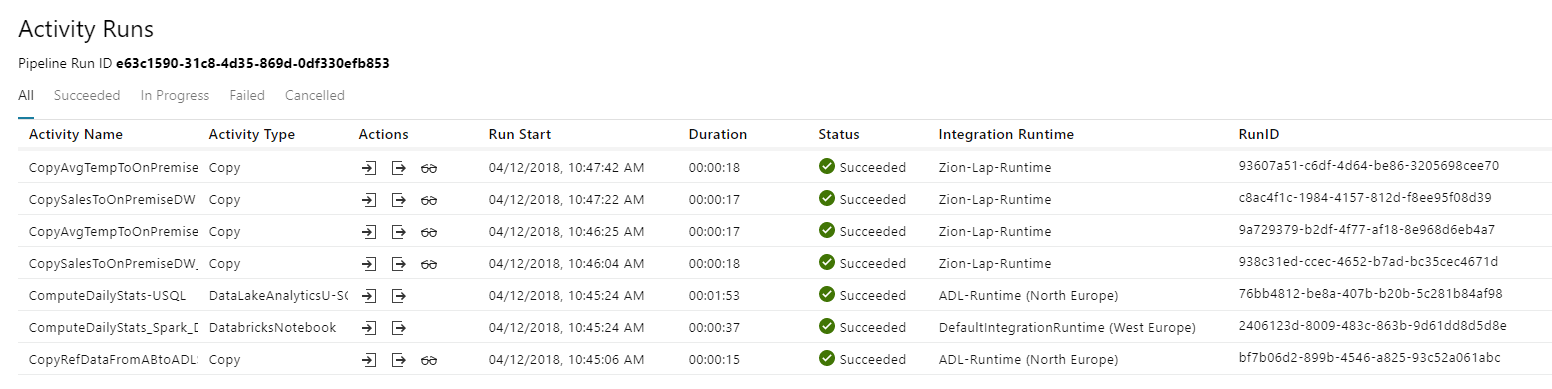 Activity Runs
Pipeline Run ID e63c1590-31c8-4d35-869d-0df330efb853
All Succeeded In Progress Failed Cancelled
Activity Name Activity Type Actions Run Start Duration Status Integration Runtime RunID
CopyAvgTempToOnPremise Copy 04/12/2018, 10:47:42 AM 00:00:18 Succeeded Zion-Lap-Runtime 93607a51-c6df-4d64-be86-3205698cee70
CopySalesToOnPremiseDW Copy 04/12/2018, 10:47:22 AM 00:00:17 Succeeded Zion-Lap-Runtime c8ac4f1c-1984-4157-812d-f8ee95f08d39
CopyAvgTempToOnPremise Copy 04/12/2018, 10:46:25 AM 00:00:17 Succeeded Zion-Lap-Runtime 9a729379-b2df-4f77-af18-8e968d6eb4a7
CopySalesToOnPremiseDW_ Copy 04/12/2018, 10:46:04 AM 00:00:18 Succeeded Zion-Lap-Runtime 938c31ed-ccec-4652-b7ad-bc35cec4671d
ComputeDailyStats-USQL DataLakeAnalyticsU-SQ 04/12/2018, 10:45:24 AM 00:01:53 Succeeded ADL-Runtime (North Europe) 76bb4812-be8a-407b-b20b-5c281b84af98
ComputeDailyStats_Spark_D DatabricksNotebook 04/12/2018, 10:45:24 AM 00:00:37 Succeeded DefaultIntegrationRuntime (West Europe) 2406123d-8009-483c-863b-9d61dd8d5d8e
CopyRefDataFromABtoADLS Copy 04/12/2018, 10:45:06 AM 00:00:15 Succeeded ADL-Runtime (North Europe) bf7b06d2-899b-4546-a825-93c52a061abc